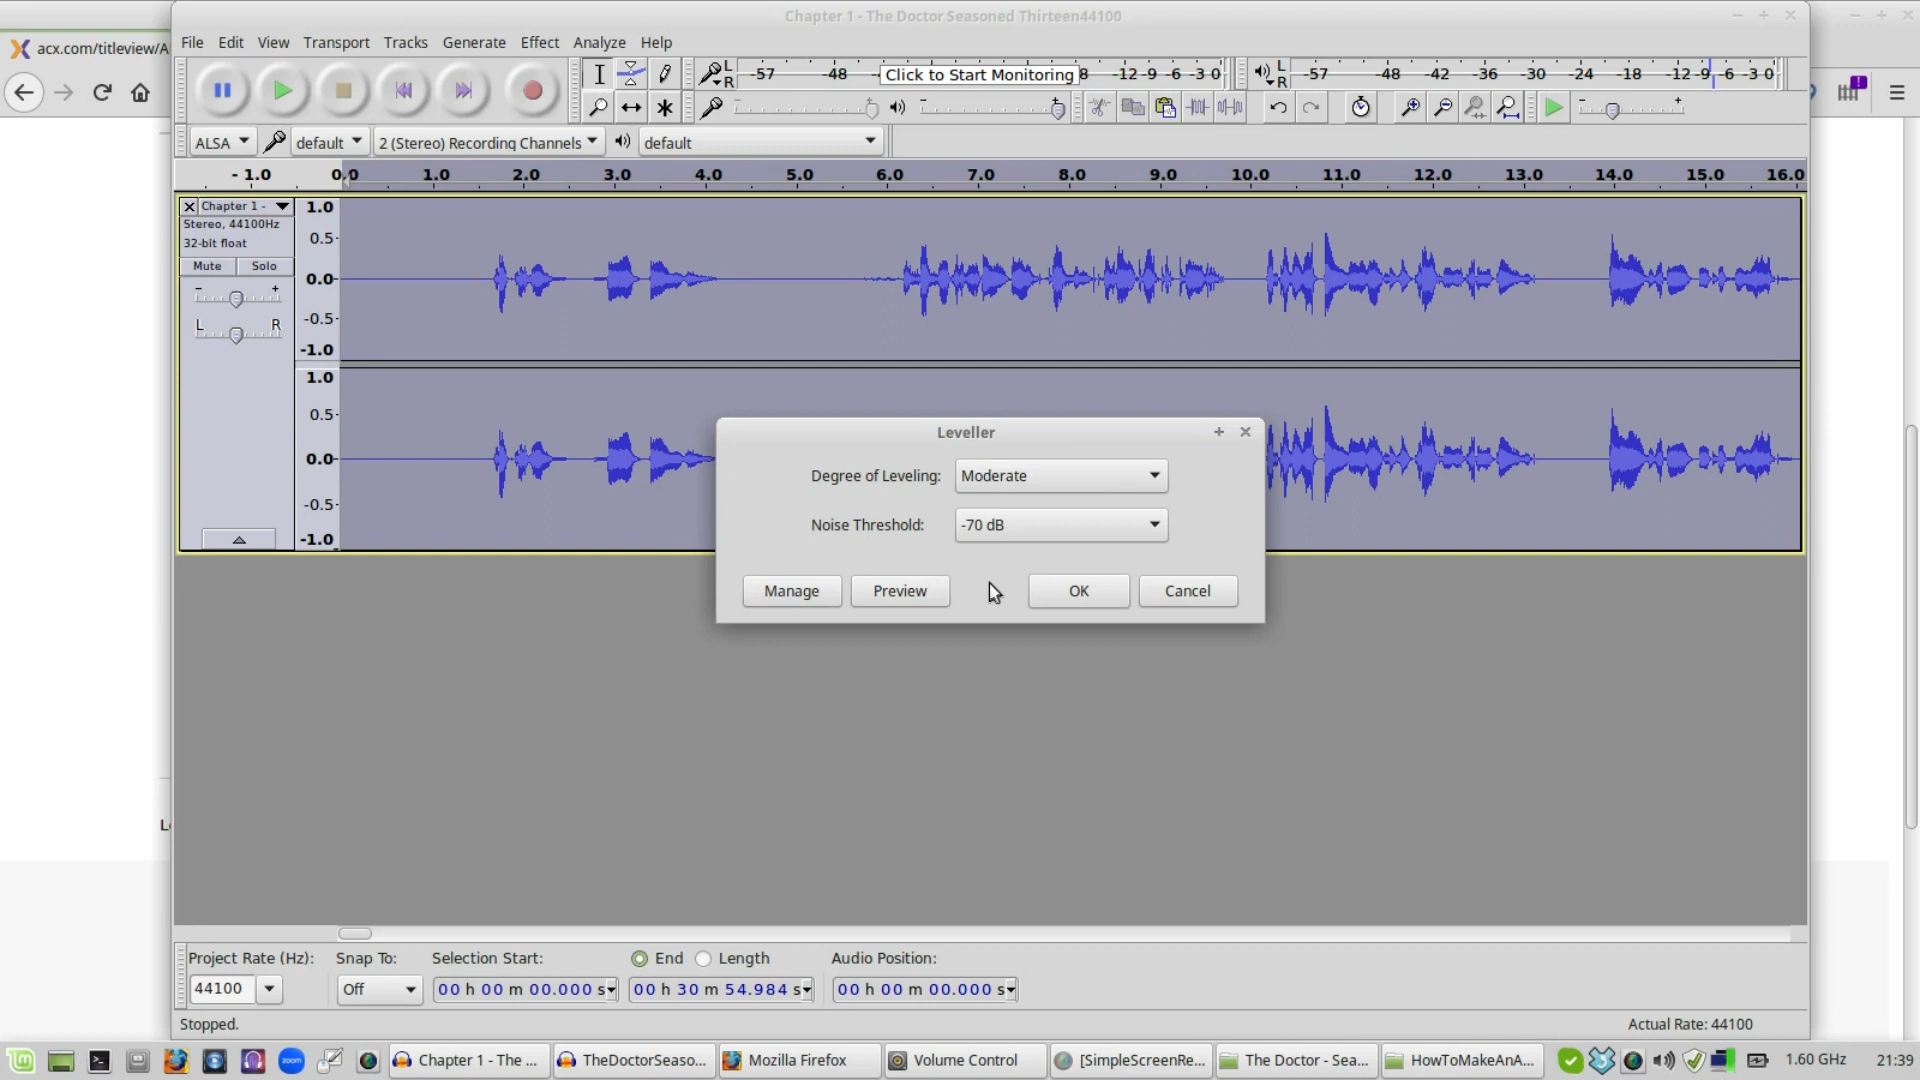 Chapter 1 - The Doctor Seasoned Thirteen44100
acx.com/titleview/A
File Edit View Transport Tracks Generate Effect Analyze Help
L R -57 -48 Click to Start Monitoring 8 -12 -9 -6 -3 0 L R -57 -48 -42 -36 -30 -24 -18 -12 -9 -6 -3 0
ALSA default 2 (Stereo) Recording Channels default
- 1.0 0.0 1.0 2.0 3.0 4.0 5.0 6.0 7.0 8.0 9.0 10.0 11.0 12.0 13.0 14.0 15.0 16.0
Chapter 1 -
Stereo, 44100Hz
32-bit float
Mute Solo
- +
L R
1.0
0.5
0.0
-0.5
-1.0
1.0
0.5
0.0
-0.5
-1.0
Leveller
Degree of Leveling: Moderate
Noise Threshold: -70 dB
Manage Preview OK Cancel
Project Rate (Hz): Snap To: Selection Start: End Length Audio Position:
44100 Off 00 h 00 m 00.000 s 00 h 30 m 54.984 s 00 h 00 m 00.000 s
Stopped. Actual Rate: 44100
zoom Chapter 1 - The ... TheDoctorSeaso... Mozilla Firefox Volume Control [SimpleScreenRe... The Doctor - Sea... HowToMakeAnA... 1.60 GHz 21:39